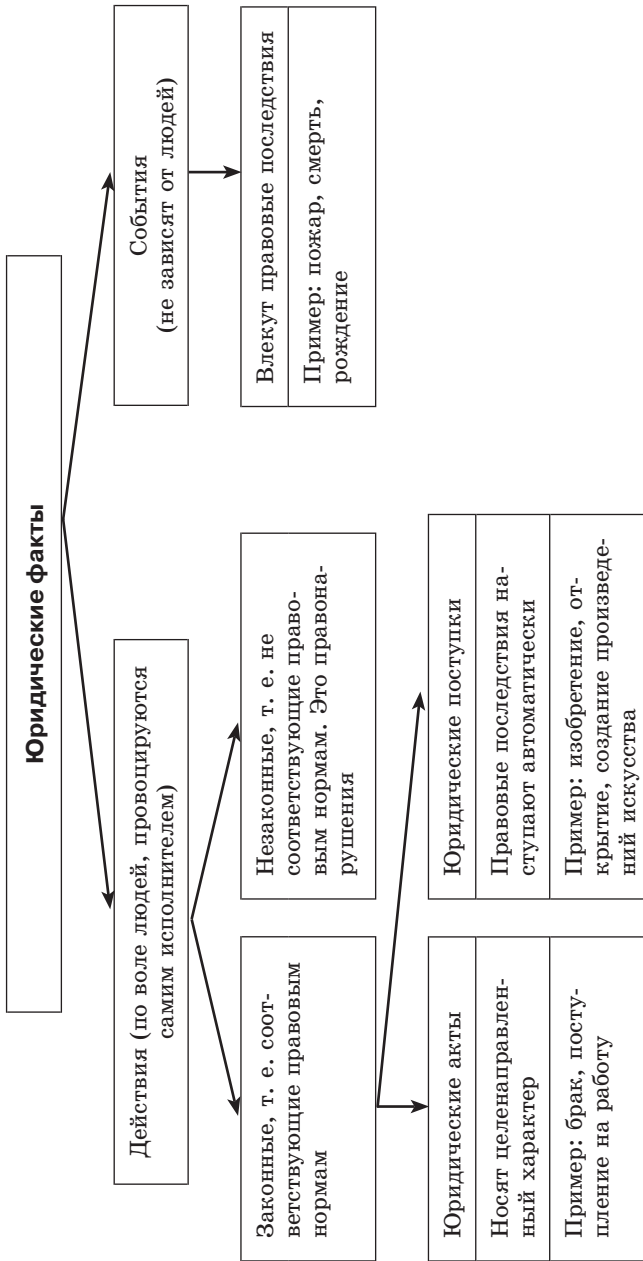 Юридические факты
Действия (по воле людей, провоцируются
самим исполнителем)
События
(не зависят от людей)
Законные, т. е. соот-
ветствующие правовым
нормам
Незаконные, т. е. не
соответствующие право-
вым нормам. Это правона-
рушения
Влекут правовые последствия
Пример: пожар, смерть,
рождение
Юридические акты
Носят целенаправлен-
ный характер
Пример: брак, посту-
пление на работу
Юридические поступки
Правовые последствия на-
ступают автоматически
Пример: изобретение, от-
крытие, создание произведе-
ний искусства